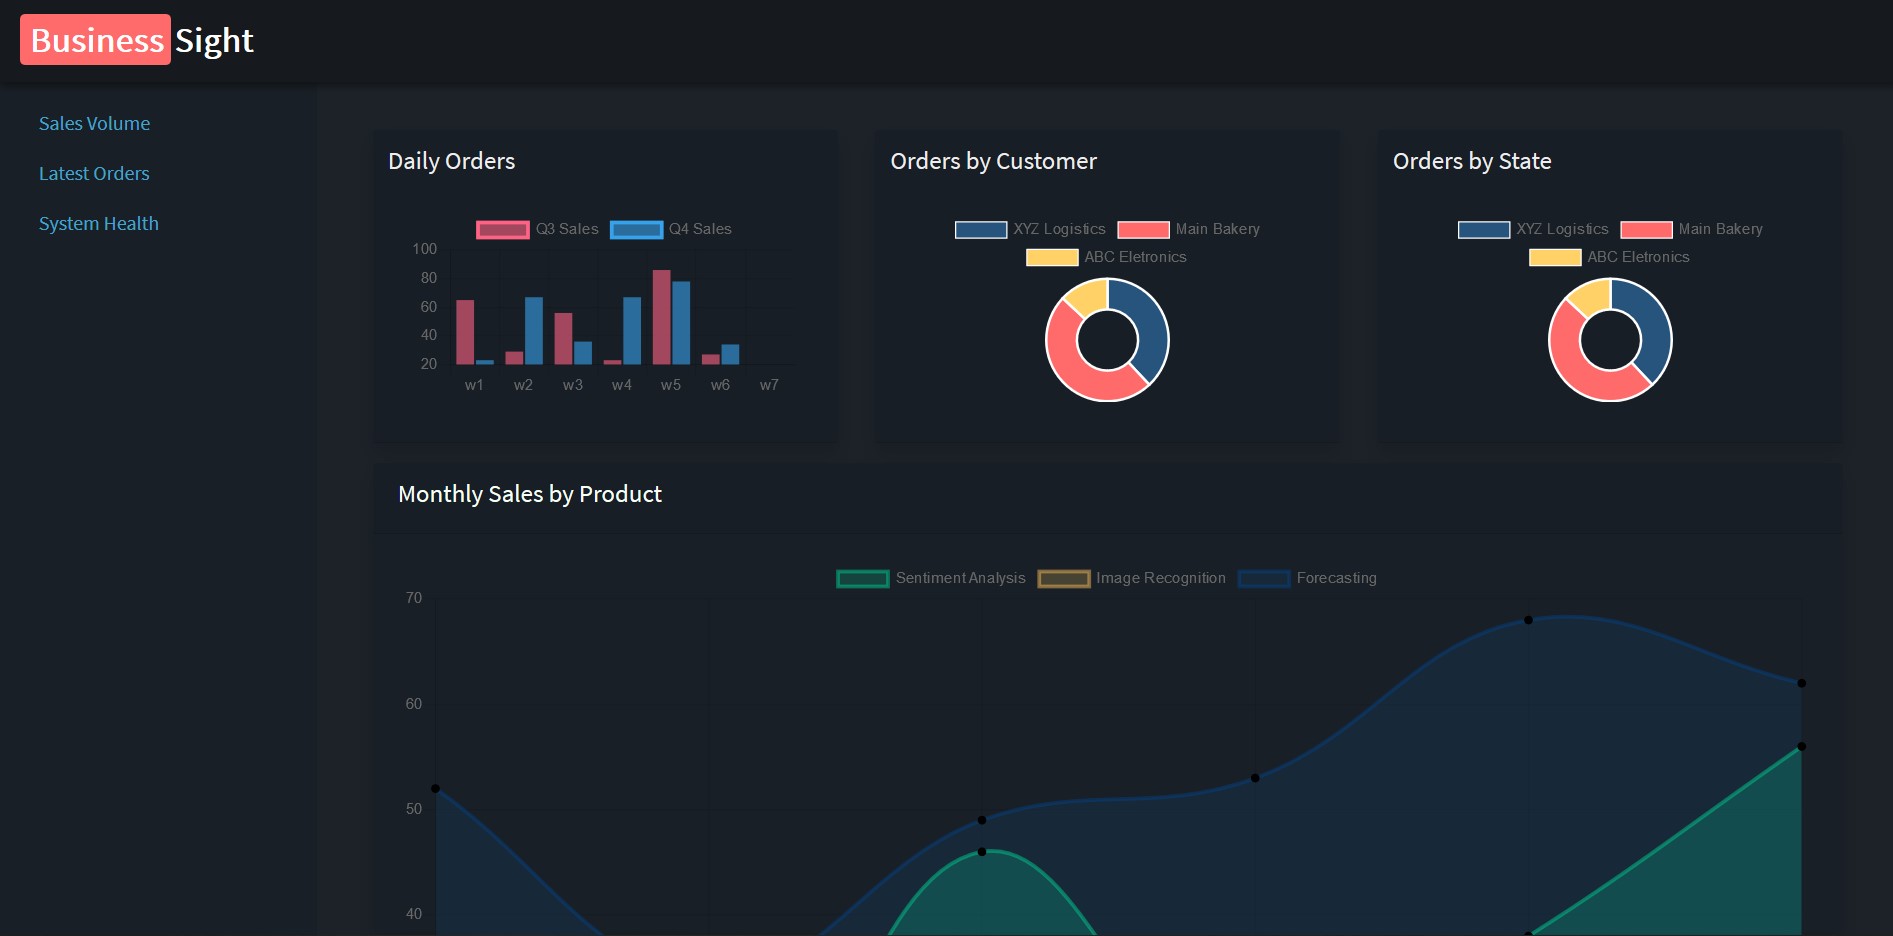 Business Sight
Sales Volume
Latest Orders
System Health
Daily Orders
Q3 Sales Q4 Sales
100
80
60
40
20
w1 w2 w3 w4 w5 w6 w7
Orders by Customer
XYZ Logistics Main Bakery
ABC Eletronics
Orders by State
XYZ Logistics Main Bakery
ABC Eletronics
Monthly Sales by Product
Sentiment Analysis Image Recognition Forecasting
70
60
50
40